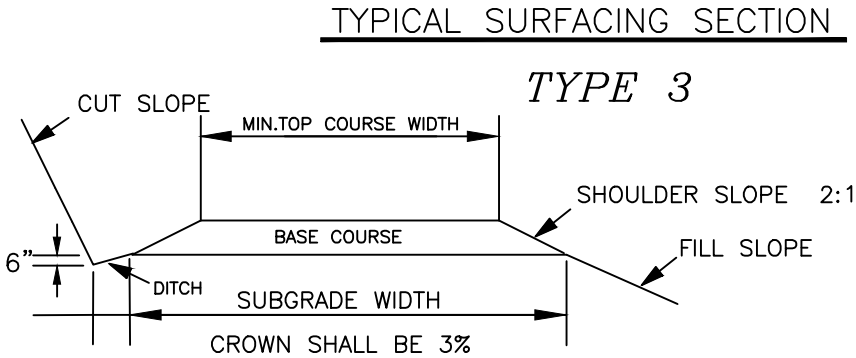 TYPICAL SURFACING SECTION
TYPE 3
CUT SLOPE
MIN.TOP COURSE WIDTH
SHOULDER SLOPE 2:1
BASE COURSE
FILL SLOPE
6"
DITCH
SUBGRADE WIDTH
CROWN SHALL BE 3%